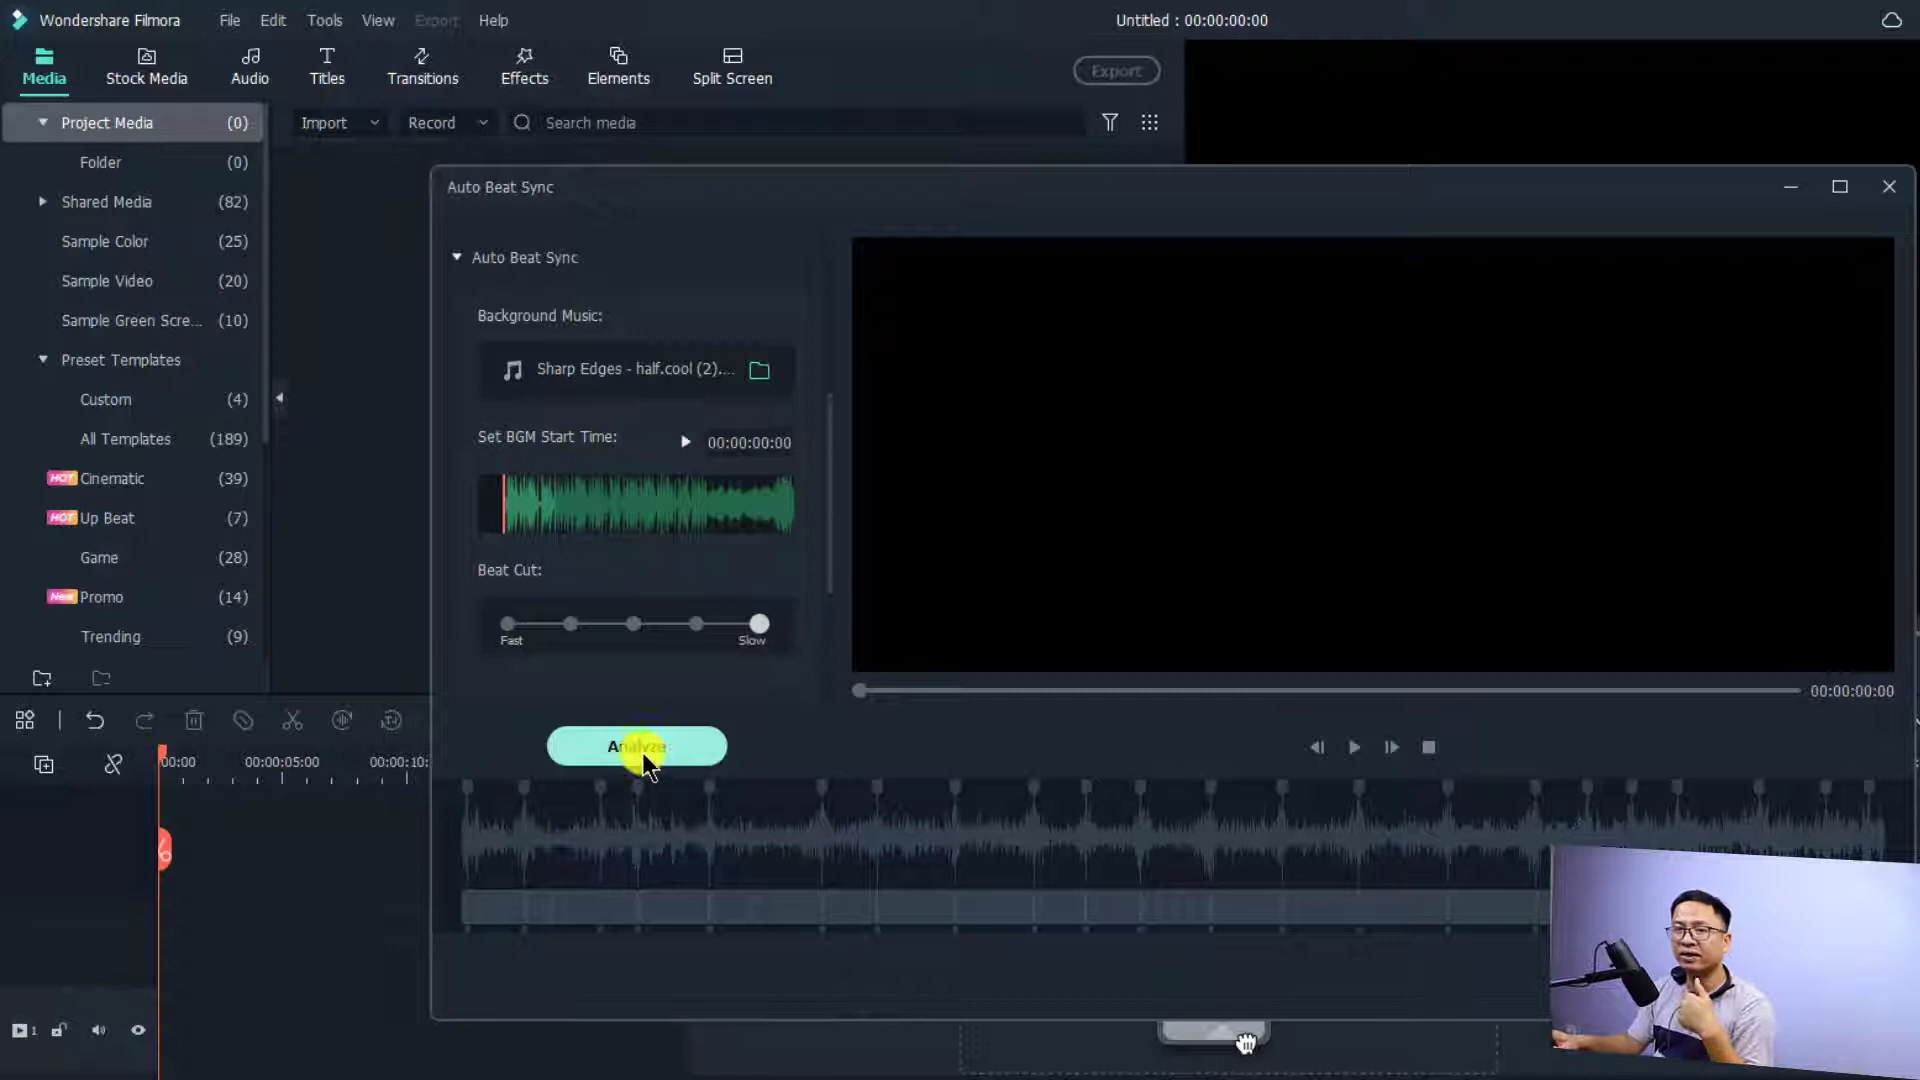 Wondershare Filmora File Edit Tools View Export Help Untitled : 00:00:00:00
Media Stock Media Audio Titles Transitions Effects Elements Split Screen Export
Project Media (0) Import Record Search media
Folder (0)
Shared Media (82)
Sample Color (25)
Sample Video (20)
Sample Green Scre... (10)
Preset Templates
Custom (4)
All Templates (189)
HOT Cinematic (39)
HOT Up Beat (7)
Game (28)
New Promo (14)
Trending (9)
Auto Beat Sync
Auto Beat Sync
Background Music:
Sharp Edges - half.cool (2)....
Set BGM Start Time: 00:00:00:00
Beat Cut:
Fast Slow
00:00:00:00
Analyze
00:00 00:00:05:00 00:00:10:
1